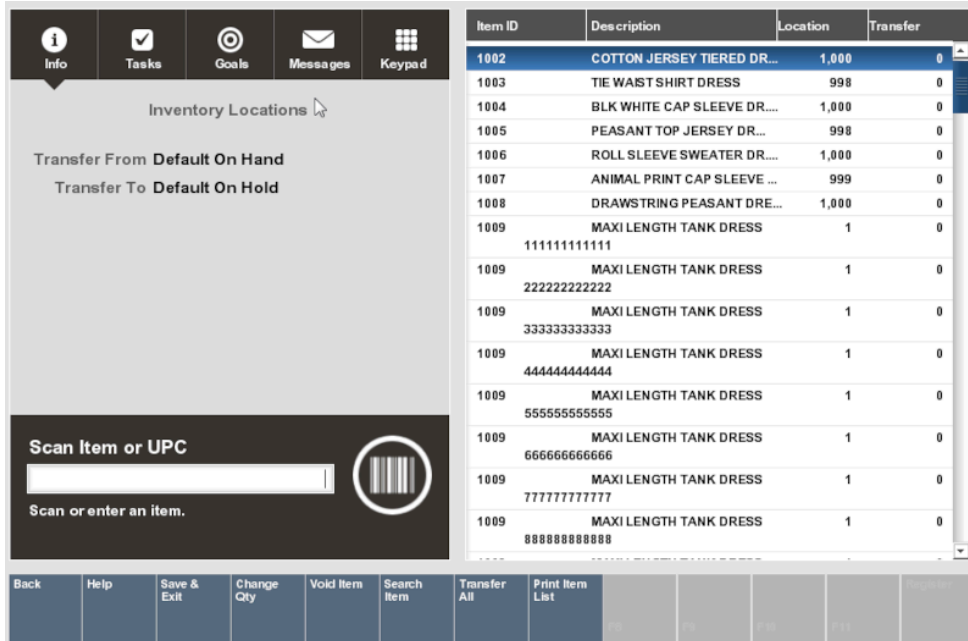 Info Tasks Goals Messages Keypad
Inventory Locations
Transfer From Default On Hand
Transfer To Default On Hold
Scan Item or UPC
Scan or enter an item.
Item ID Description Location Transfer
1002 COTTON JERSEY TIERED DR... 1,000 0
1003 TIE WAIST SHIRT DRESS 998 0
1004 BLK WHITE CAP SLEEVE DR.... 1,000 0
1005 PEASANT TOP JERSEY DR... 998 0
1006 ROLL SLEEVE SWEATER DR.... 1,000 0
1007 ANIMAL PRINT CAP SLEEVE ... 999 0
1008 DRAWSTRING PEASANT DRE... 1,000 0
1009 MAXI LENGTH TANK DRESS 1 0
111111111111
1009 MAXI LENGTH TANK DRESS 1 0
222222222222
1009 MAXI LENGTH TANK DRESS 1 0
333333333333
1009 MAXI LENGTH TANK DRESS 1 0
444444444444
1009 MAXI LENGTH TANK DRESS 1 0
555555555555
1009 MAXI LENGTH TANK DRESS 1 0
666666666666
1009 MAXI LENGTH TANK DRESS 1 0
777777777777
1009 MAXI LENGTH TANK DRESS 1 0
888888888888
Back Help Save & Change Void Item Search Transfer Print Item Register
Exit Qty Item All List
F9 F10 F11